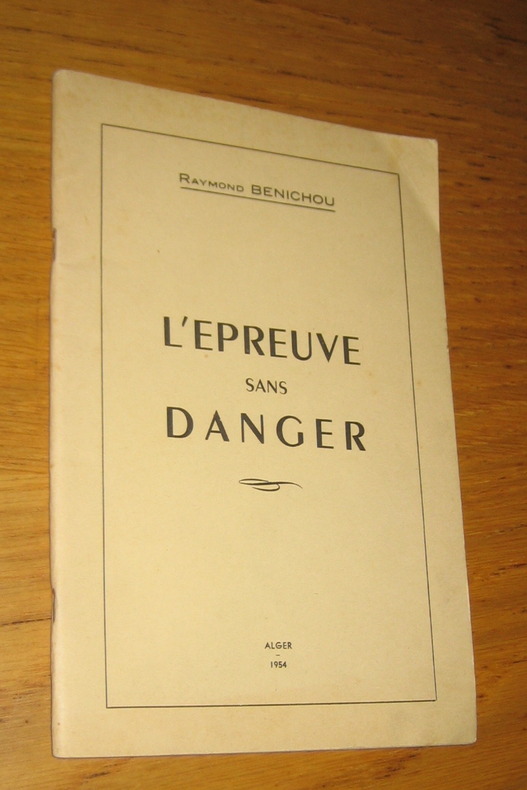 Raymond BENICHOU
L'EPREUVE
SANS
DANGER
ALGER
–
1954